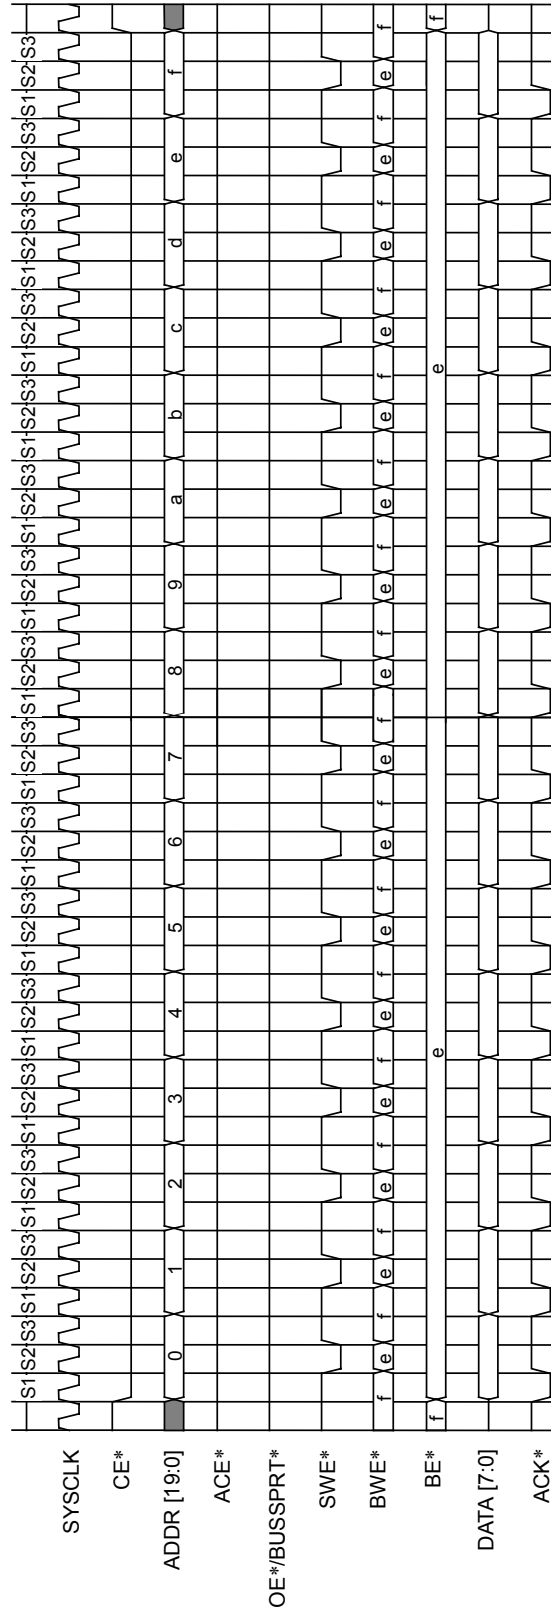 S1 S2 S3 S1 S2 S3 S1 S2 S3 S1 S2 S3 S1 S2 S3 S1 S2 S3 S1 S2 S3 S1 S2 S3 S1 S2 S3 S1 S2 S3 S1 S2 S3 S1 S2 S3 S1 S2 S3 S1 S2 S3 S1 S2 S3 S1 S2 S3
SYSCLK
CE*
ADDR [19:0] 0 1 2 3 4 5 6 7 8 9 a b c d e f
ACE*
OE*/BUSSPRT*
SWE*
BWE* f e f e f e f e f e f e f e f e f e f e f e f e f e f e f e f e f
BE* f e e f
DATA [7:0]
ACK*